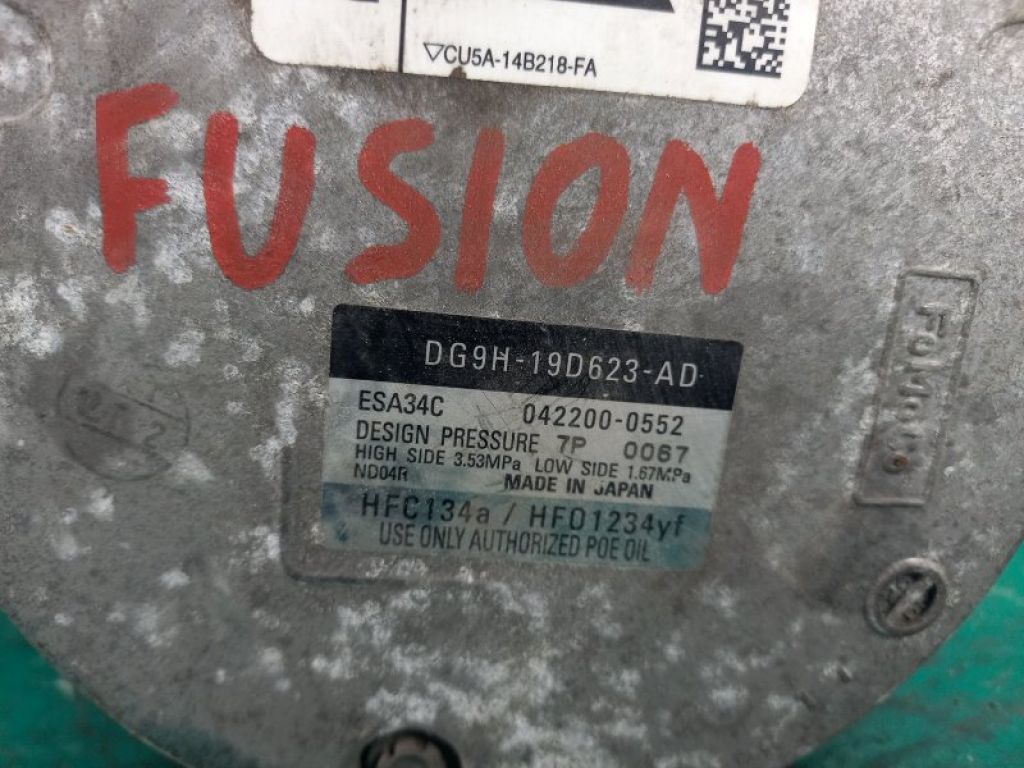 ▽CU5A-14B218-FA
FUSION
DG9H-19D623-AD
ESA34C 042200-0552
DESIGN PRESSURE 7P 0067
HIGH SIDE 3.53MPa LOW SIDE 1.67MPa
ND04R MADE IN JAPAN
HFC134a / HFO1234yf
USE ONLY AUTHORIZED POE OIL
FoMoCo